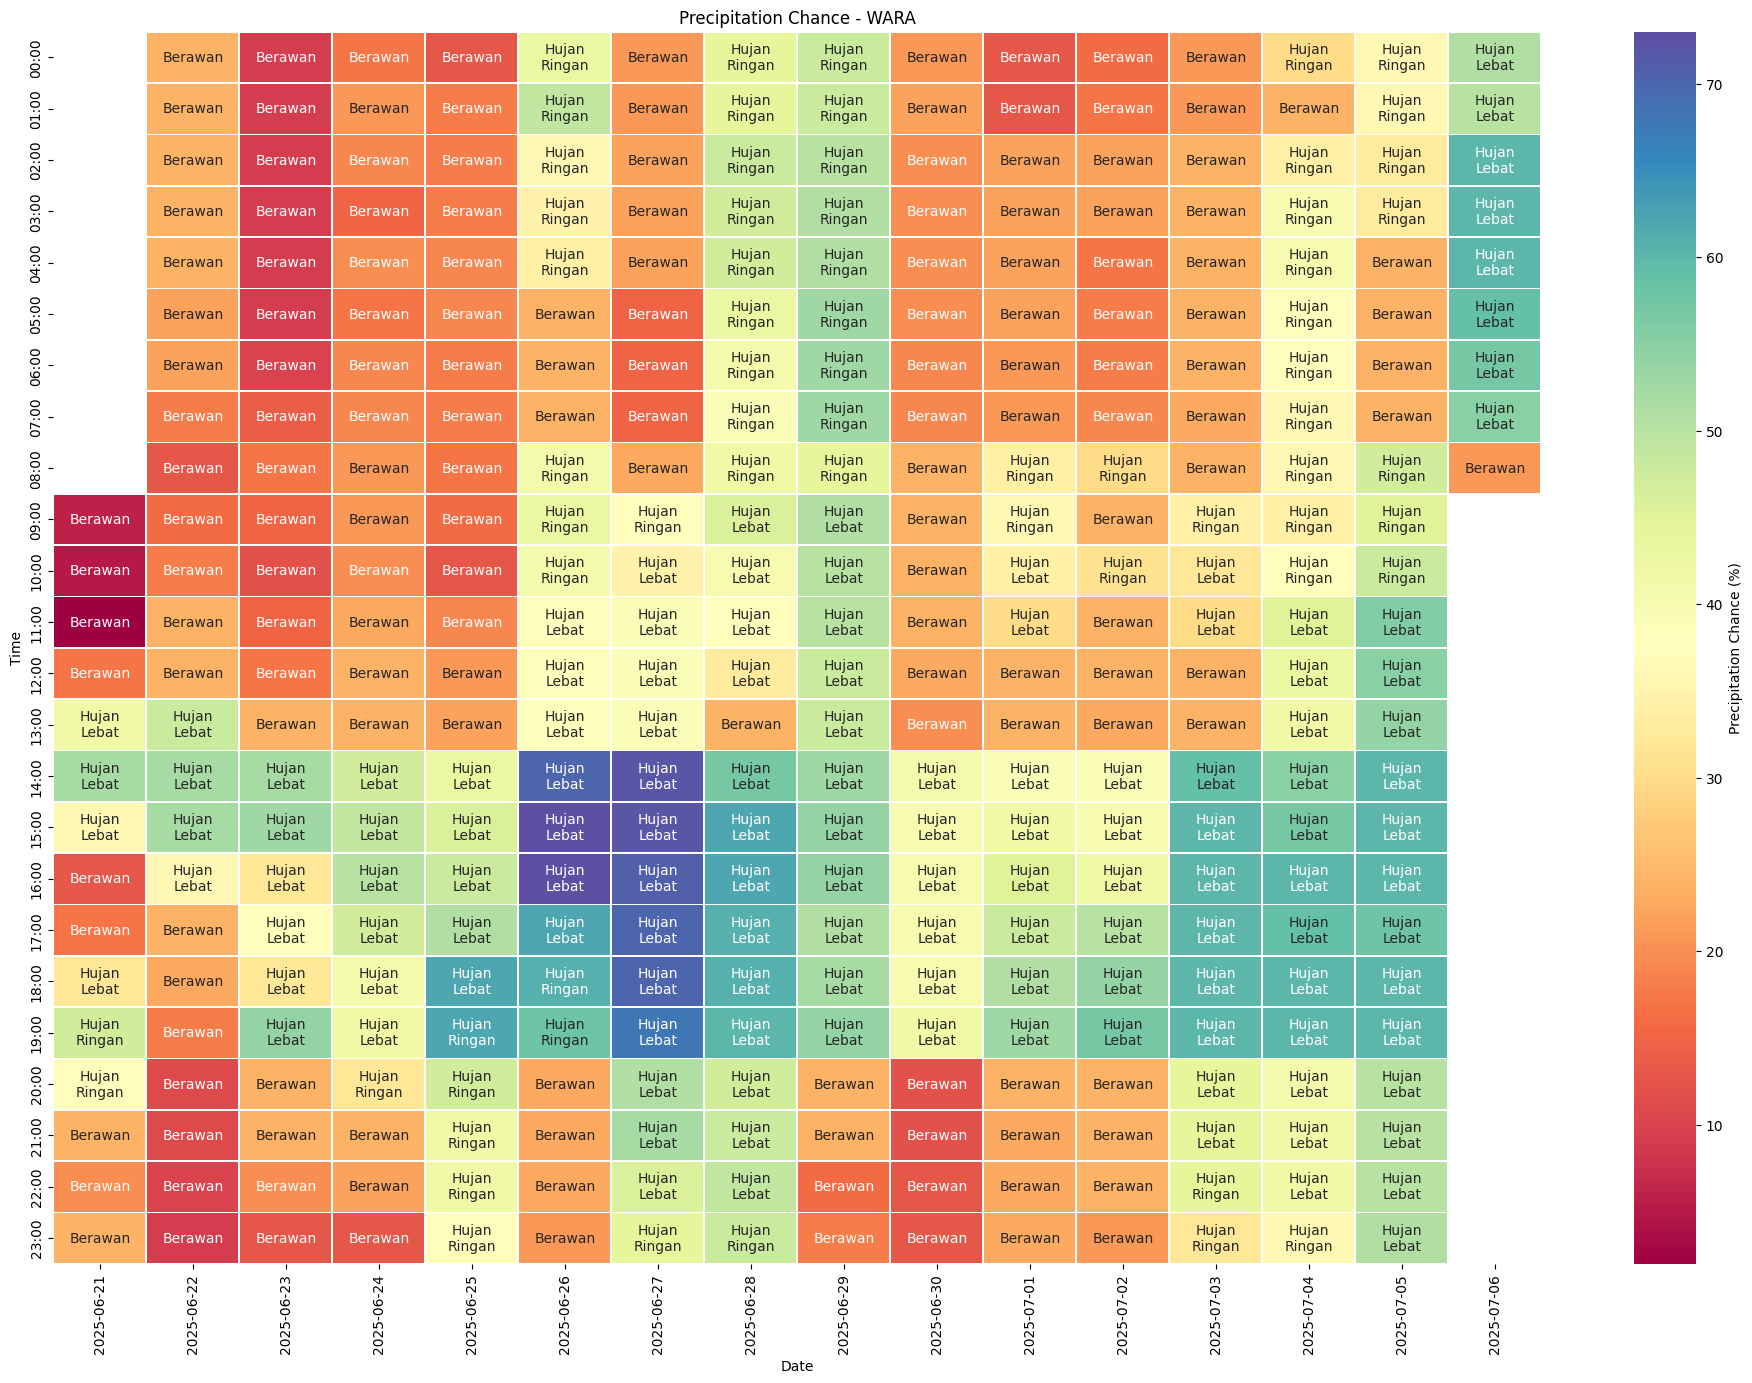 Precipitation Chance - WARA
00:00 Berawan Berawan Berawan Berawan Hujan Ringan Berawan Hujan Ringan Hujan Ringan Berawan Berawan Berawan Berawan Hujan Ringan Hujan Ringan Hujan Lebat
01:00 Berawan Berawan Berawan Berawan Hujan Ringan Berawan Hujan Ringan Hujan Ringan Berawan Berawan Berawan Berawan Berawan Hujan Ringan Hujan Lebat
02:00 Berawan Berawan Berawan Berawan Hujan Ringan Berawan Hujan Ringan Hujan Ringan Berawan Berawan Berawan Berawan Hujan Ringan Hujan Ringan Hujan Lebat
03:00 Berawan Berawan Berawan Berawan Hujan Ringan Berawan Hujan Ringan Hujan Ringan Berawan Berawan Berawan Berawan Hujan Ringan Hujan Ringan Hujan Lebat
04:00 Berawan Berawan Berawan Berawan Hujan Ringan Berawan Hujan Ringan Hujan Ringan Berawan Berawan Berawan Berawan Hujan Ringan Berawan Hujan Lebat
05:00 Berawan Berawan Berawan Berawan Berawan Berawan Hujan Ringan Hujan Ringan Berawan Berawan Berawan Berawan Hujan Ringan Berawan Hujan Lebat
06:00 Berawan Berawan Berawan Berawan Berawan Berawan Hujan Ringan Hujan Ringan Berawan Berawan Berawan Berawan Hujan Ringan Berawan Hujan Lebat
07:00 Berawan Berawan Berawan Berawan Berawan Berawan Hujan Ringan Hujan Ringan Berawan Berawan Berawan Berawan Hujan Ringan Berawan Hujan Lebat
08:00 Berawan Berawan Berawan Berawan Hujan Ringan Berawan Hujan Ringan Hujan Ringan Berawan Hujan Ringan Hujan Ringan Berawan Hujan Ringan Hujan Ringan Berawan
09:00 Berawan Berawan Berawan Berawan Berawan Hujan Ringan Hujan Ringan Hujan Lebat Hujan Lebat Berawan Hujan Ringan Berawan Hujan Ringan Hujan Ringan Hujan Ringan
10:00 Berawan Berawan Berawan Berawan Berawan Hujan Ringan Hujan Lebat Hujan Lebat Hujan Lebat Berawan Hujan Lebat Hujan Ringan Hujan Lebat Hujan Ringan Hujan Ringan
11:00 Berawan Berawan Berawan Berawan Berawan Hujan Lebat Hujan Lebat Hujan Lebat Hujan Lebat Berawan Hujan Lebat Berawan Hujan Lebat Hujan Lebat Hujan Lebat
12:00 Berawan Berawan Berawan Berawan Berawan Hujan Lebat Hujan Lebat Hujan Lebat Hujan Lebat Berawan Berawan Berawan Berawan Hujan Lebat Hujan Lebat
13:00 Hujan Lebat Hujan Lebat Berawan Berawan Berawan Hujan Lebat Hujan Lebat Berawan Hujan Lebat Berawan Berawan Berawan Berawan Hujan Lebat Hujan Lebat
14:00 Hujan Lebat Hujan Lebat Hujan Lebat Hujan Lebat Hujan Lebat Hujan Lebat Hujan Lebat Hujan Lebat Hujan Lebat Hujan Lebat Hujan Lebat Hujan Lebat Hujan Lebat Hujan Lebat Hujan Lebat
15:00 Hujan Lebat Hujan Lebat Hujan Lebat Hujan Lebat Hujan Lebat Hujan Lebat Hujan Lebat Hujan Lebat Hujan Lebat Hujan Lebat Hujan Lebat Hujan Lebat Hujan Lebat Hujan Lebat Hujan Lebat
16:00 Berawan Hujan Lebat Hujan Lebat Hujan Lebat Hujan Lebat Hujan Lebat Hujan Lebat Hujan Lebat Hujan Lebat Hujan Lebat Hujan Lebat Hujan Lebat Hujan Lebat Hujan Lebat Hujan Lebat
17:00 Berawan Berawan Hujan Lebat Hujan Lebat Hujan Lebat Hujan Lebat Hujan Lebat Hujan Lebat Hujan Lebat Hujan Lebat Hujan Lebat Hujan Lebat Hujan Lebat Hujan Lebat Hujan Lebat
18:00 Hujan Lebat Berawan Hujan Lebat Hujan Lebat Hujan Lebat Hujan Ringan Hujan Lebat Hujan Lebat Hujan Lebat Hujan Lebat Hujan Lebat Hujan Lebat Hujan Lebat Hujan Lebat Hujan Lebat
19:00 Hujan Ringan Berawan Hujan Lebat Hujan Lebat Hujan Ringan Hujan Ringan Hujan Lebat Hujan Lebat Hujan Lebat Hujan Lebat Hujan Lebat Hujan Lebat Hujan Lebat Hujan Lebat Hujan Lebat
20:00 Hujan Ringan Berawan Berawan Hujan Ringan Hujan Ringan Berawan Hujan Lebat Hujan Lebat Berawan Berawan Berawan Berawan Hujan Lebat Hujan Lebat Hujan Lebat
21:00 Berawan Berawan Berawan Berawan Hujan Ringan Berawan Hujan Lebat Hujan Lebat Berawan Berawan Berawan Berawan Hujan Lebat Hujan Lebat Hujan Lebat
22:00 Berawan Berawan Berawan Berawan Hujan Ringan Berawan Hujan Lebat Hujan Lebat Berawan Berawan Berawan Berawan Hujan Ringan Hujan Lebat Hujan Lebat
23:00 Berawan Berawan Berawan Berawan Hujan Ringan Berawan Hujan Ringan Hujan Ringan Berawan Berawan Berawan Berawan Hujan Ringan Hujan Ringan Hujan Lebat
Time
2025-06-21 2025-06-22 2025-06-23 2025-06-24 2025-06-25 2025-06-26 2025-06-27 2025-06-28 2025-06-29 2025-06-30 2025-07-01 2025-07-02 2025-07-03 2025-07-04 2025-07-05 2025-07-06
Date
70
60
50
40
30
20
10
Precipitation Chance (%)